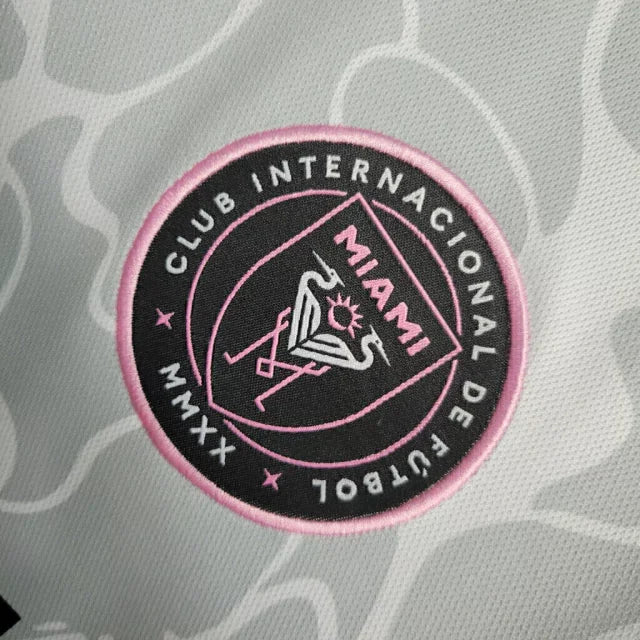 CLUB INTERNACIONAL DE FÚTBOL
MIAMI
MMXX